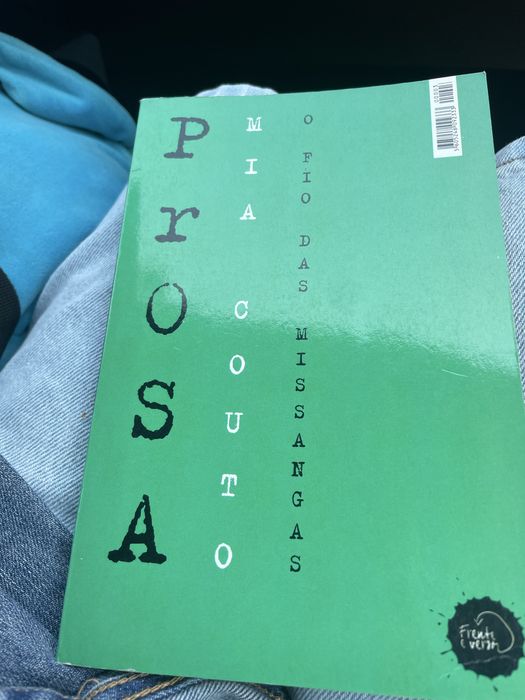 PrOSA
MIA COUTO
O FIO DAS MISSANGAS
Frente
e verso